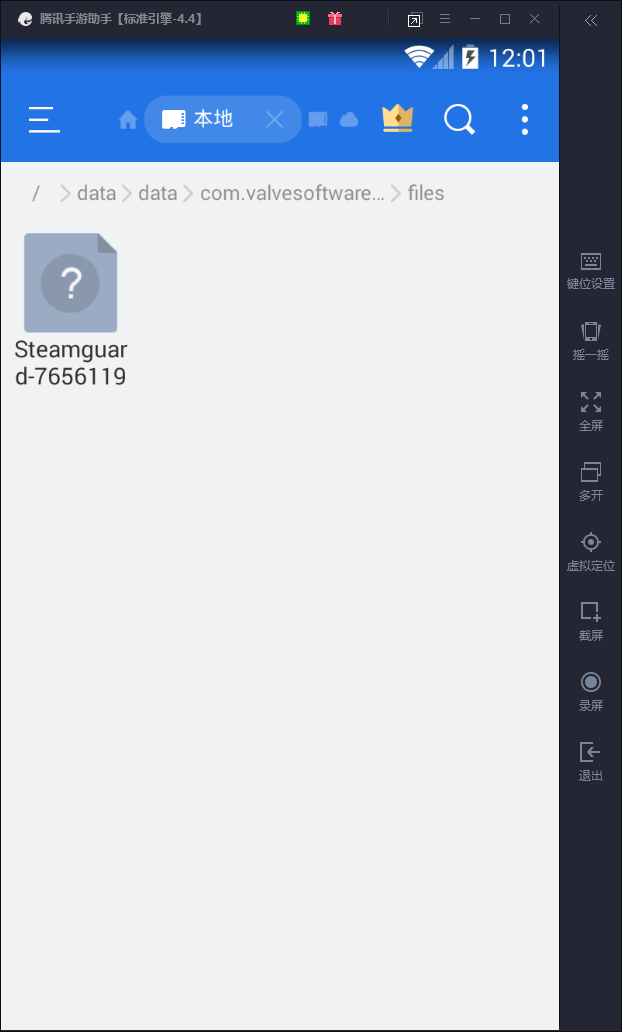 腾讯手游助手【标准引擎-4.4】
12:01
本地
/ data data com.valvesoftware... files
Steamguar
d-7656119
键位设置
摇一摇
全屏
多开
虚拟定位
截屏
录屏
退出